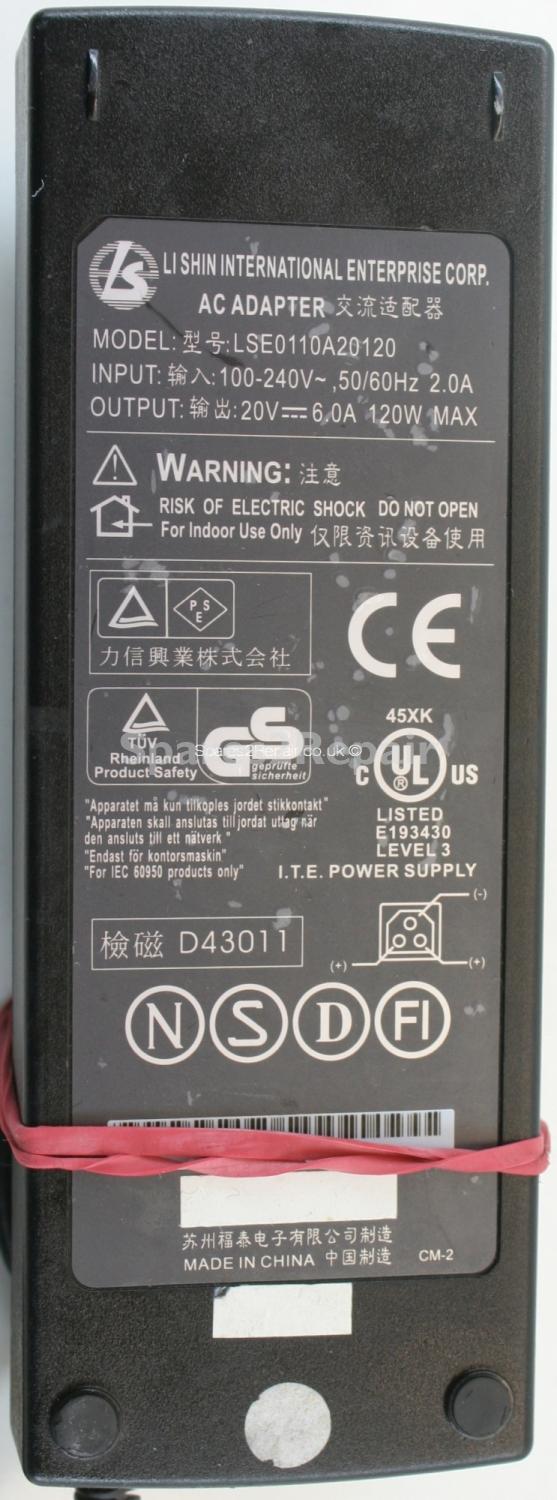 LS
LI SHIN INTERNATIONAL ENTERPRISE CORP.
AC ADAPTER 交流适配器
MODEL: 型号:LSE0110A20120
INPUT: 输入:100-240V~ ,50/60Hz 2.0A
OUTPUT: 输出:20V⎓6.0A 120W MAX
WARNING: 注意
RISK OF ELECTRIC SHOCK DO NOT OPEN
For Indoor Use Only 仅限资讯设备使用
PSE
力信興業株式会社
CE
TÜV
Rheinland
Product Safety
GS
geprüfte
sicherheit
Spares2Repair
Spares2Repair.co.uk ©
45XK
C UL ® US
LISTED
E193430
LEVEL 3
I.T.E. POWER SUPPLY
"Apparatet må kun tilkoples jordet stikkontakt"
"Apparaten skall anslutas till jordat uttag når
den ansluts till ett nätverk "
"Endast för kontorsmaskin"
"For IEC 60950 products only"
(-)
(+) (+)
檢磁 D43011
N S D FI
苏州福泰电子有限公司制造
MADE IN CHINA 中国制造 CM-2